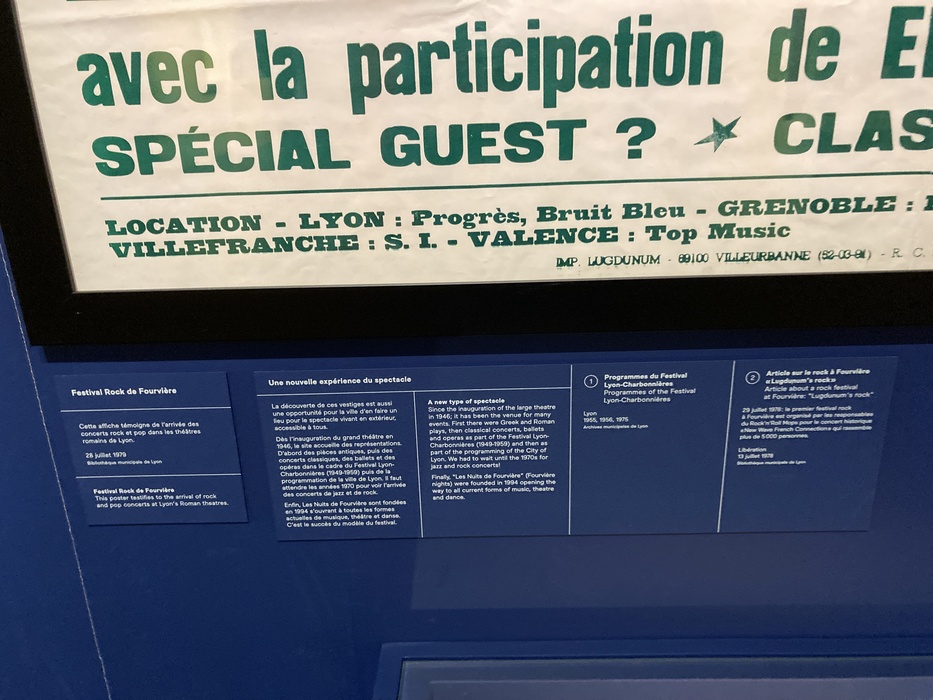 avec la participation de
SPÉCIAL GUEST ? ★ CLAS
LOCATION - LYON : Progrès, Bruit Bleu - GRENOBLE :
VILLEFRANCHE : S. I. - VALENCE : Top Music
IMP. LUGDUNUM - 69100 VILLEURBANNE - R. C.
Festival Rock de Fourvière
Cette affiche témoigne de l'arrivée des
concerts rock et pop dans les théâtres
romains de Lyon.
28 juillet 1979
Bibliothèque municipale de Lyon
Festival Rock de Fourvière
This poster testifies to the arrival of rock
and pop concerts at Lyon's Roman theatres.
Une nouvelle expérience du spectacle
La découverte de ces vestiges est aussi
une opportunité pour la ville d'en faire un
lieu pour le spectacle vivant en extérieur,
accessible à tous.
Dès l'inauguration du grand théâtre en
1946, le site accueille des représentations.
D'abord des pièces antiques, puis des
concerts classiques, des ballets et des
opéras dans le cadre du Festival Lyon-
Charbonnières (1949-1959) puis de la
programmation de la ville de Lyon. Il faut
attendre les années 1970 pour voir l'arrivée
des concerts de jazz et de rock.
Enfin, Les Nuits de Fourvière sont fondées
en 1994 s'ouvrant à toutes les formes
actuelles de musique, théâtre et danse.
C'est le succès du modèle du festival.
A new type of spectacle
Since the inauguration of the large theatre
in 1946; it has been the venue for many
events. First there were Greek and Roman
plays, then classical concerts, ballets
and operas as part of the Festival Lyon-
Charbonnières (1949-1959) and then as
part of the programming of the City of
Lyon. We had to wait until the 1970s for
jazz and rock concerts!
Finally, "Les Nuits de Fourvière" (Fourvière
nights) were founded in 1994 opening the
way to all current forms of music, theatre
and dance.
1 Programmes du Festival
Lyon-Charbonnières
Programmes of the Festival
Lyon-Charbonnières
Lyon
1955, 1956, 1975
Archives municipales de Lyon
2 Article sur le rock à Fourvière
«Lugdunum's rock»
Article about a rock festival
at Fourvière: "Lugdunum's rock"
29 juillet 1978: le premier festival rock
à Fourvière est organisé par les responsables
du Rock'n'Roll Mops pour le concert historique
«New Wave French Connection» qui rassemble
plus de 5 000 personnes.
Libération
13 juillet 1978
Bibliothèque municipale de Lyon